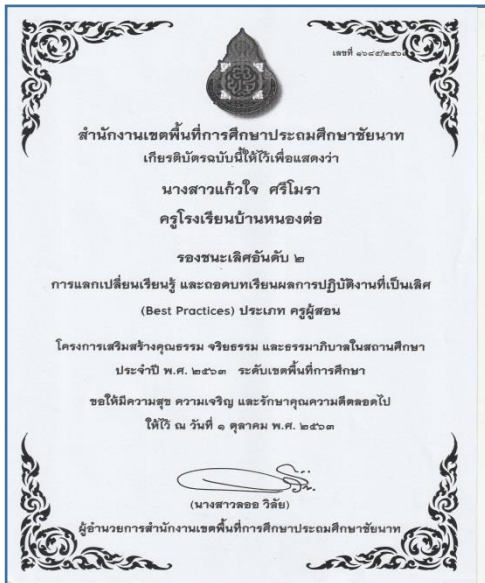 เลขที่
สำนักงานเขตพื้นที่การศึกษาประถมศึกษาชัยนาท
เกียรติบัตรฉบับนี้ให้ไว้เพื่อแสดงว่า
นางสาวแก้วใจ ศรีโมรา
ครูโรงเรียนบ้านหนองต่อ
รองชนะเลิศอันดับ ๒
การแลกเปลี่ยนเรียนรู้ และถอดบทเรียนผลการปฏิบัติงานที่เป็นเลิศ
(Best Practices) ประเภท ครูผู้สอน
โครงการเสริมสร้างคุณธรรม จริยธรรม และธรรมาภิบาลในสถานศึกษา
ประจำปี พ.ศ. ๒๕๖๓ ระดับเขตพื้นที่การศึกษา
ขอให้มีความสุข ความเจริญ และรักษาคุณความดีตลอดไป
ให้ไว้ ณ วันที่ ๑ ตุลาคม พ.ศ. ๒๕๖๓
(นางสาวลออ วิลัย)
ผู้อำนวยการสำนักงานเขตพื้นที่การศึกษาประถมศึกษาชัยนาท